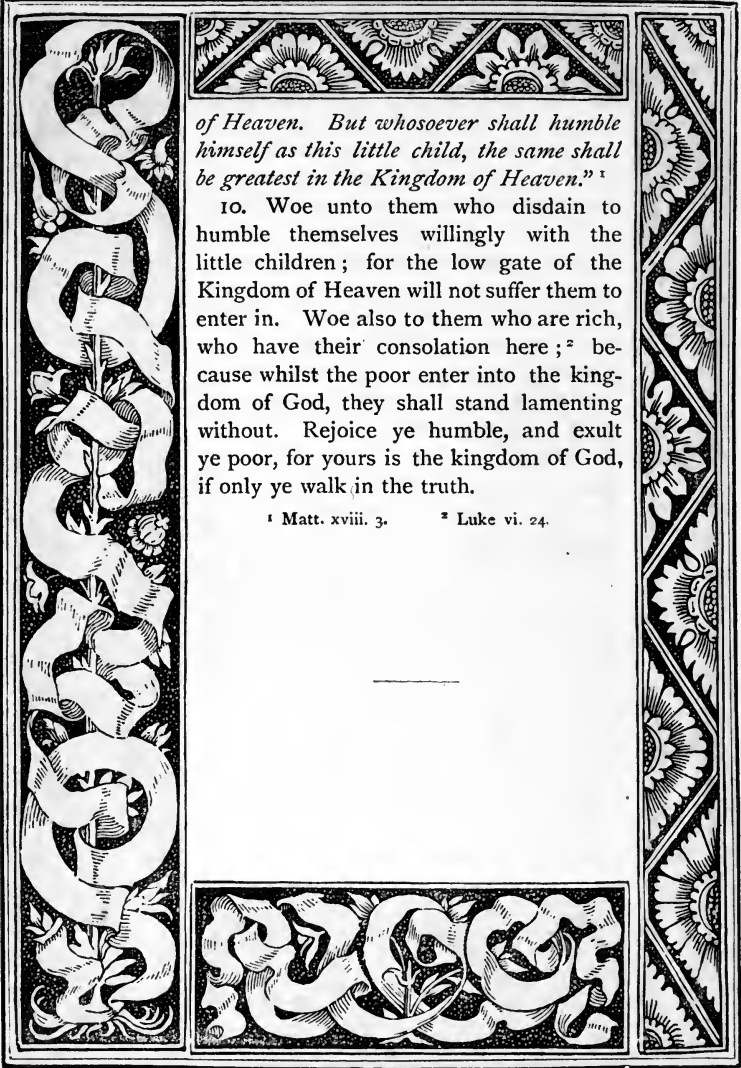 of Heaven. But whosoever shall humble
himself as this little child, the same shall
be greatest in the Kingdom of Heaven." 1
10. Woe unto them who disdain to
humble themselves willingly with the
little children ; for the low gate of the
Kingdom of Heaven will not suffer them to
enter in. Woe also to them who are rich,
who have their consolation here ; 2 be-
cause whilst the poor enter into the king-
dom of God, they shall stand lamenting
without. Rejoice ye humble, and exult
ye poor, for yours is the kingdom of God,
if only ye walk in the truth.
1 Matt. xviii. 3. 2 Luke vi. 24.